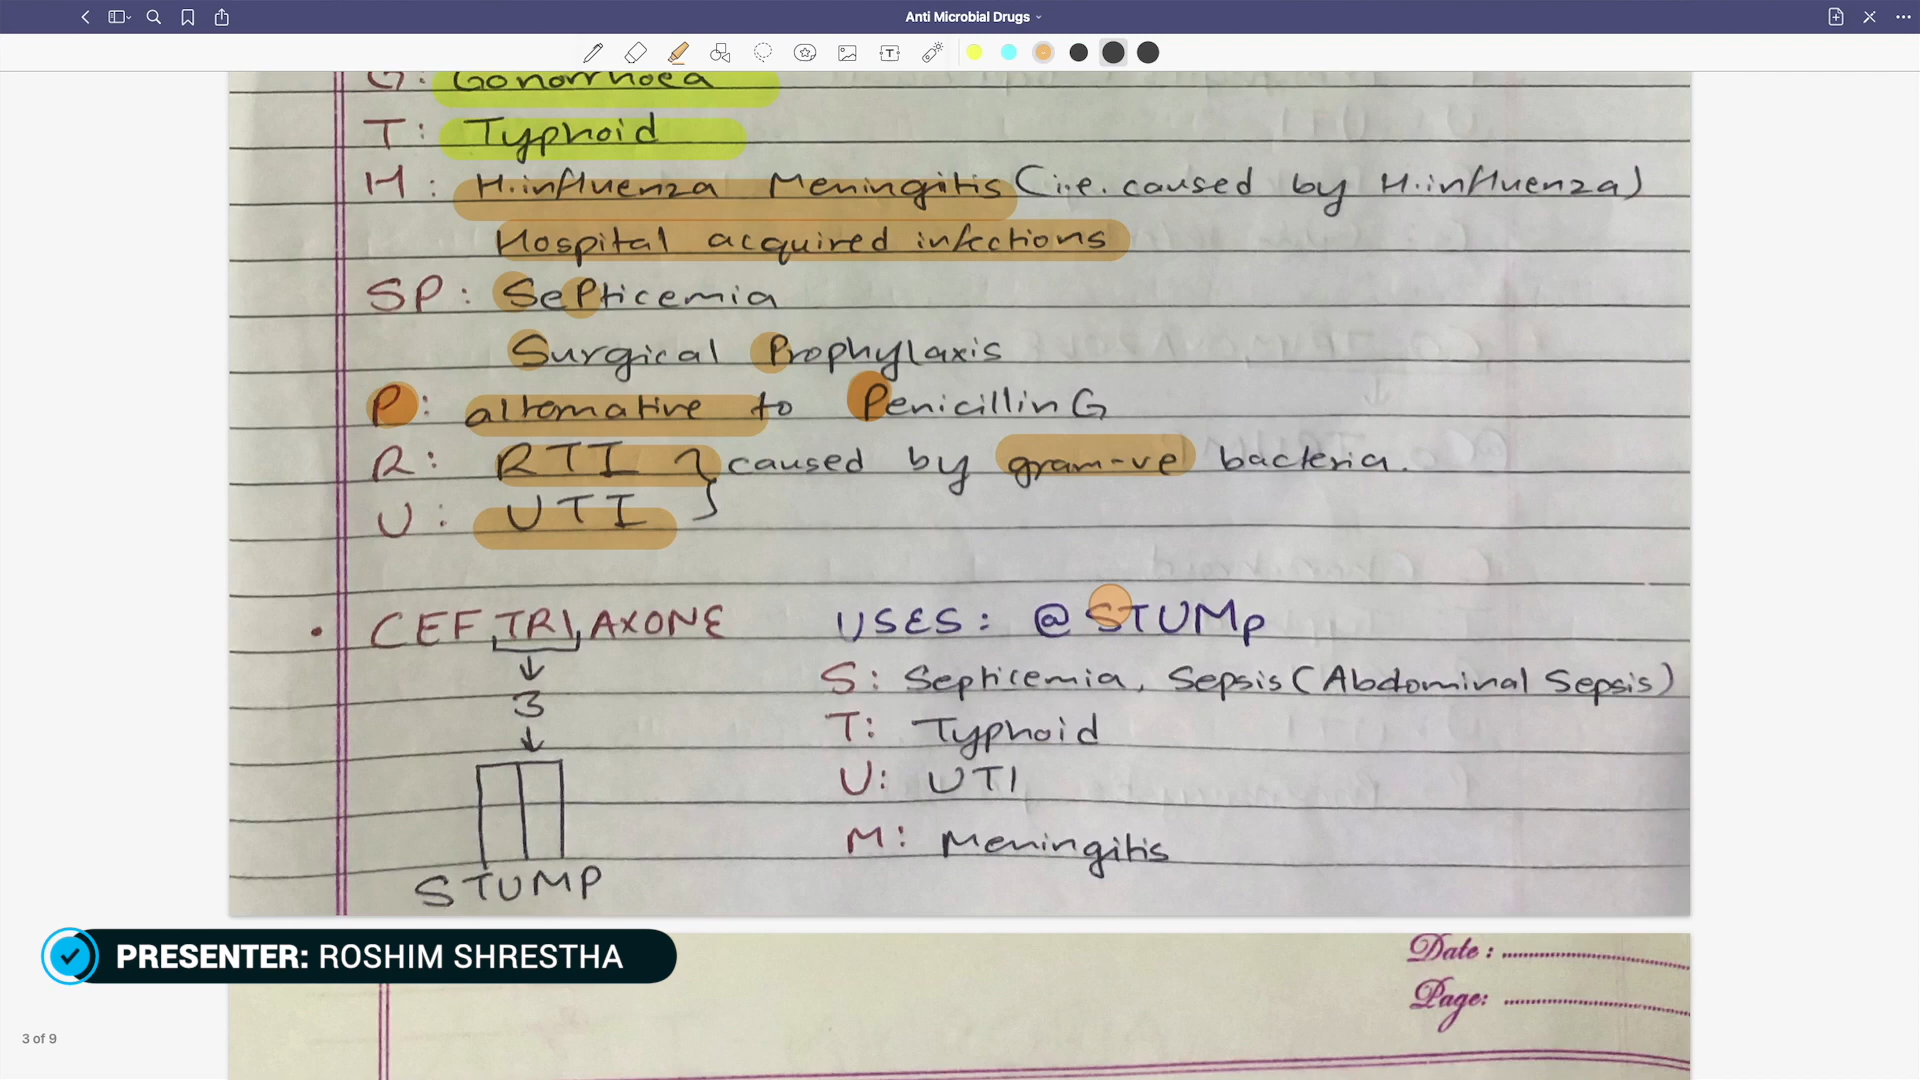 Anti Microbial Drugs
G: Gonorrhoea
T: Typhoid
H: H.influenza Meningitis (i.e. caused by H.influenza)
Hospital acquired infections
SP: SePticemia
Surgical Prophylaxis
P: alternative to Penicillin G
R: RTI } caused by gram-ve bacteria.
U: UTI
• CEFTRIAXONE
↓
3
↓
STUMP
USES: @ STUMp
S: Septicemia, Sepsis (Abdominal Sepsis)
T: Typhoid
U: UTI
M: Meningitis
PRESENTER: ROSHIM SHRESTHA
Date:
Page:
3 of 9